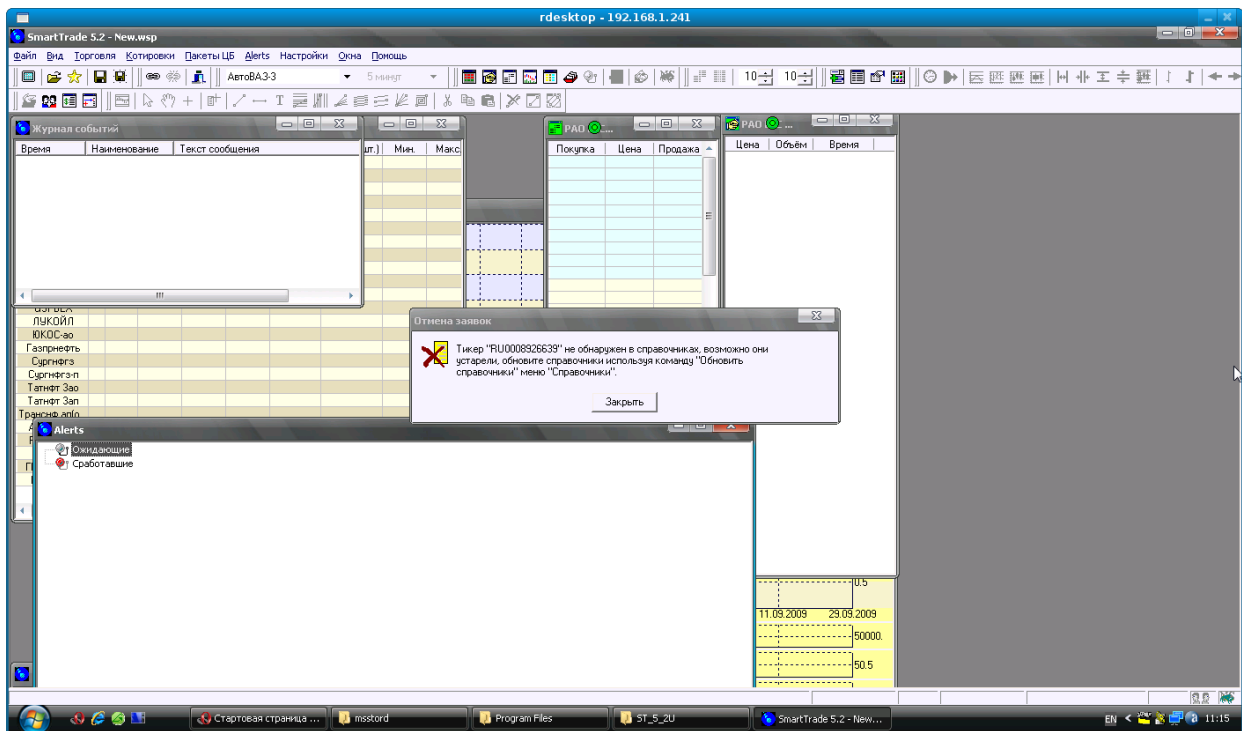 rdesktop - 192.168.1.241
SmartTrade 5.2 - New.wsp
Файл Вид Торговля Котировки Пакеты ЦБ Alerts Настройки Окна Помощь
АвтоВАЗ-3 5 минут 10 10
Журнал событий
РАО
РАО
Время Наименование Текст сообщения
шт.) Мин. Макс
Покупка Цена Продажа
Цена Объём Время
ЛУКОЙЛ
ЮКОС-ао
Газпрнефть
Сургнфгз
Сургнфгз-п
Татнфт 3ао
Татнфт 3ап
Транснф ап(о
Отмена заявок
Тикер "RU0008926639" не обнаружен в справочниках, возможно они
устарели, обновите справочники используя команду "Обновить
справочники" меню "Справочники".
Закрыть
Alerts
Ожидающие
Сработавшие
0.5
11.09.2009 29.09.2009
50000.
50.5
Стартовая страница ... msstord Program Files ST_5_2U SmartTrade 5.2 - New... EN 11:15